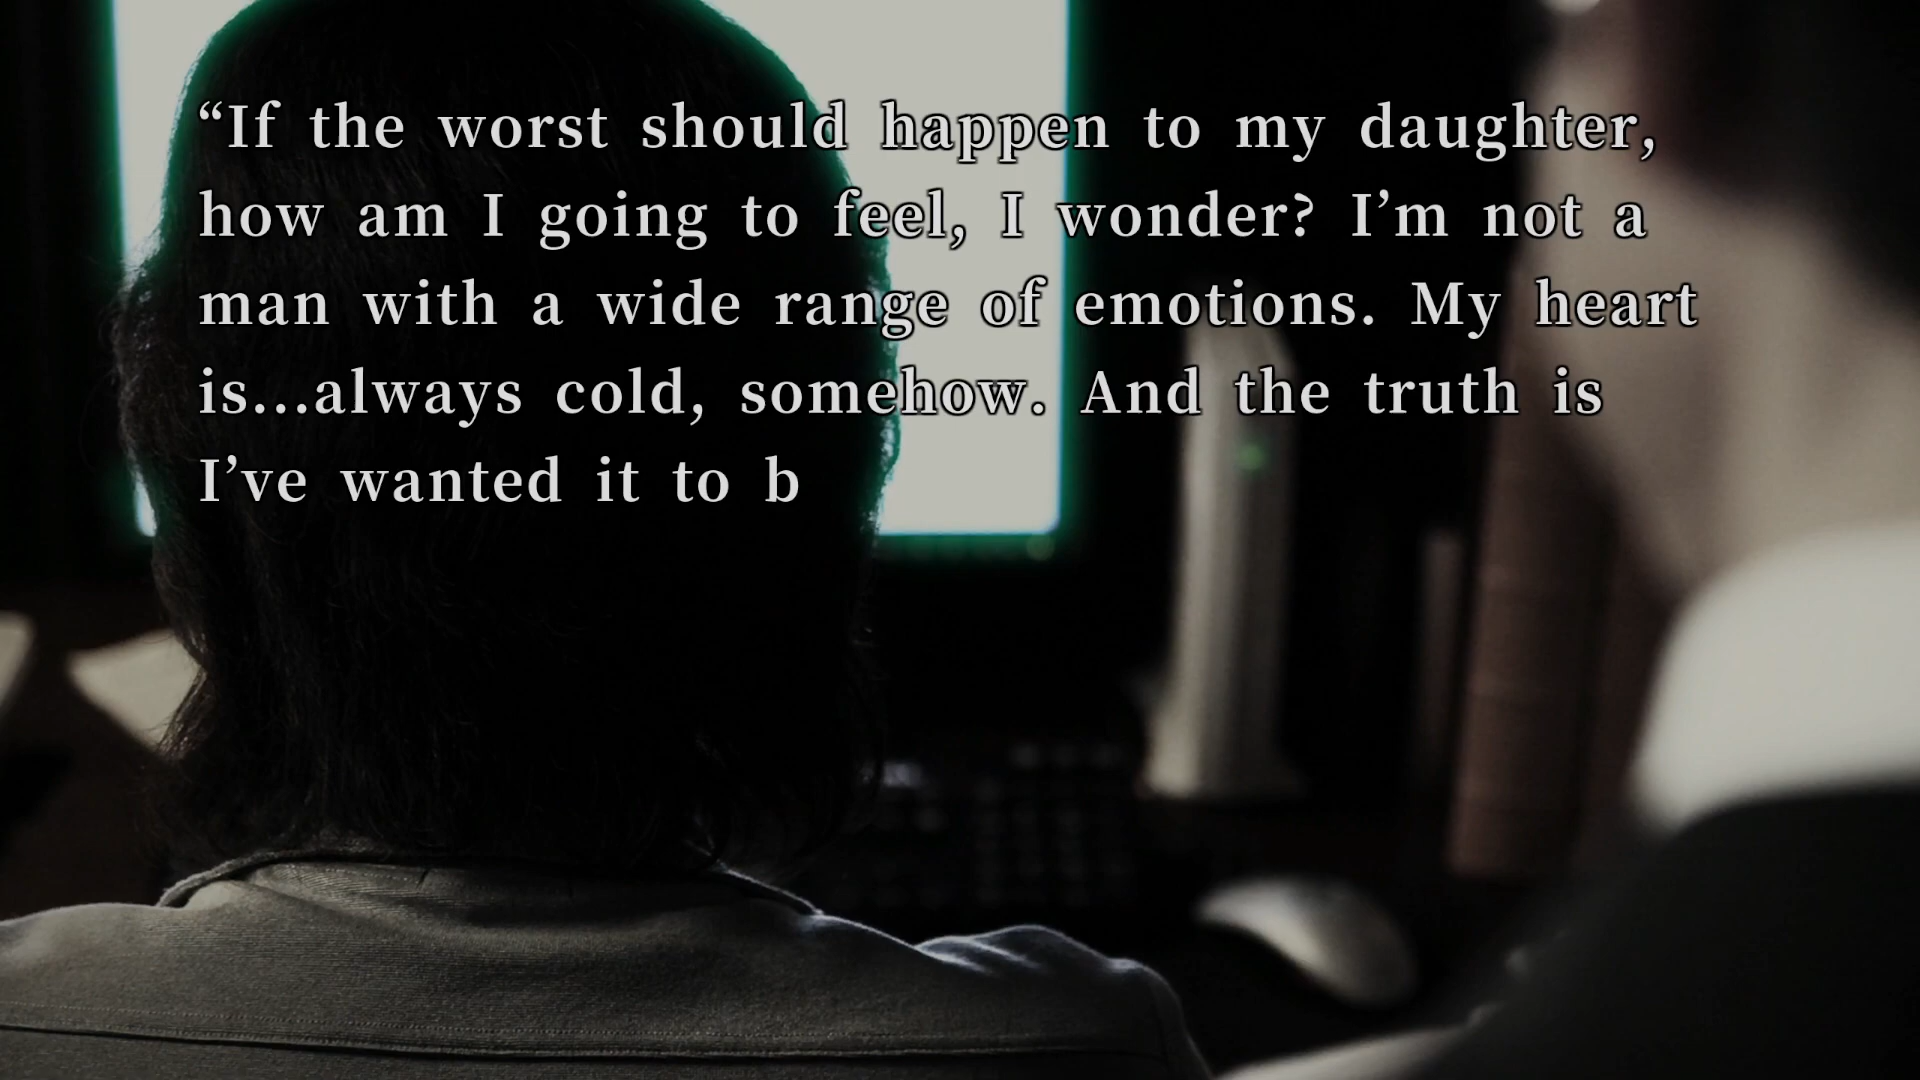 “If the worst should happen to my daughter,
how am I going to feel, I wonder? I’m not a
man with a wide range of emotions. My heart
is...always cold, somehow. And the truth is
I’ve wanted it to b